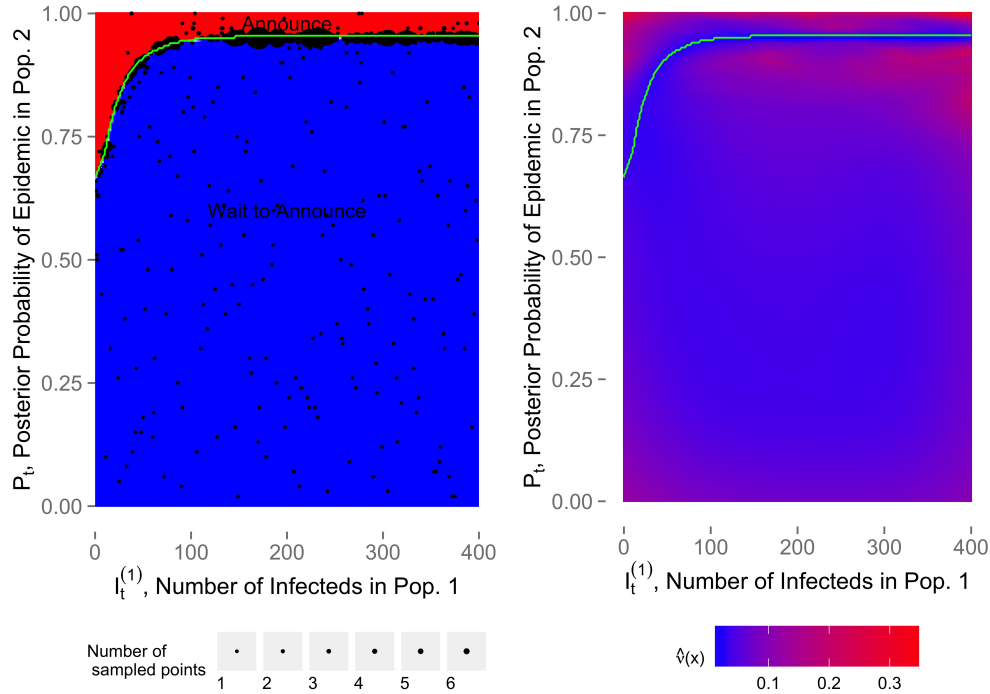 1.00
0.75
0.50
0.25
0.00
Pt, Posterior Probability of Epidemic in Pop. 2
Announce
Wait to Announce
0 100 200 300 400
It(1), Number of Infecteds in Pop. 1
Number of
sampled points
1 2 3 4 5 6
1.00
0.75
0.50
0.25
0.00
Pt, Posterior Probability of Epidemic in Pop. 2
0 100 200 300 400
It(1), Number of Infecteds in Pop. 1
v̂(x)
0.1 0.2 0.3